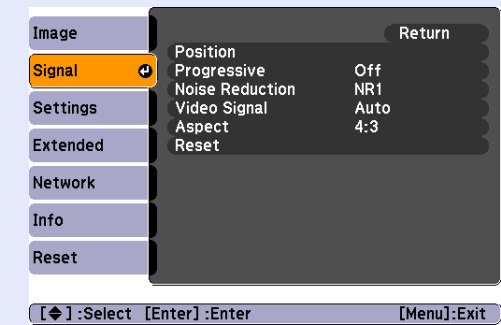 Image
Signal
Settings
Extended
Network
Info
Reset
Return
Position
Progressive Off
Noise Reduction NR1
Video Signal Auto
Aspect 4:3
Reset
[◆] :Select [Enter] :Enter [Menu]:Exit